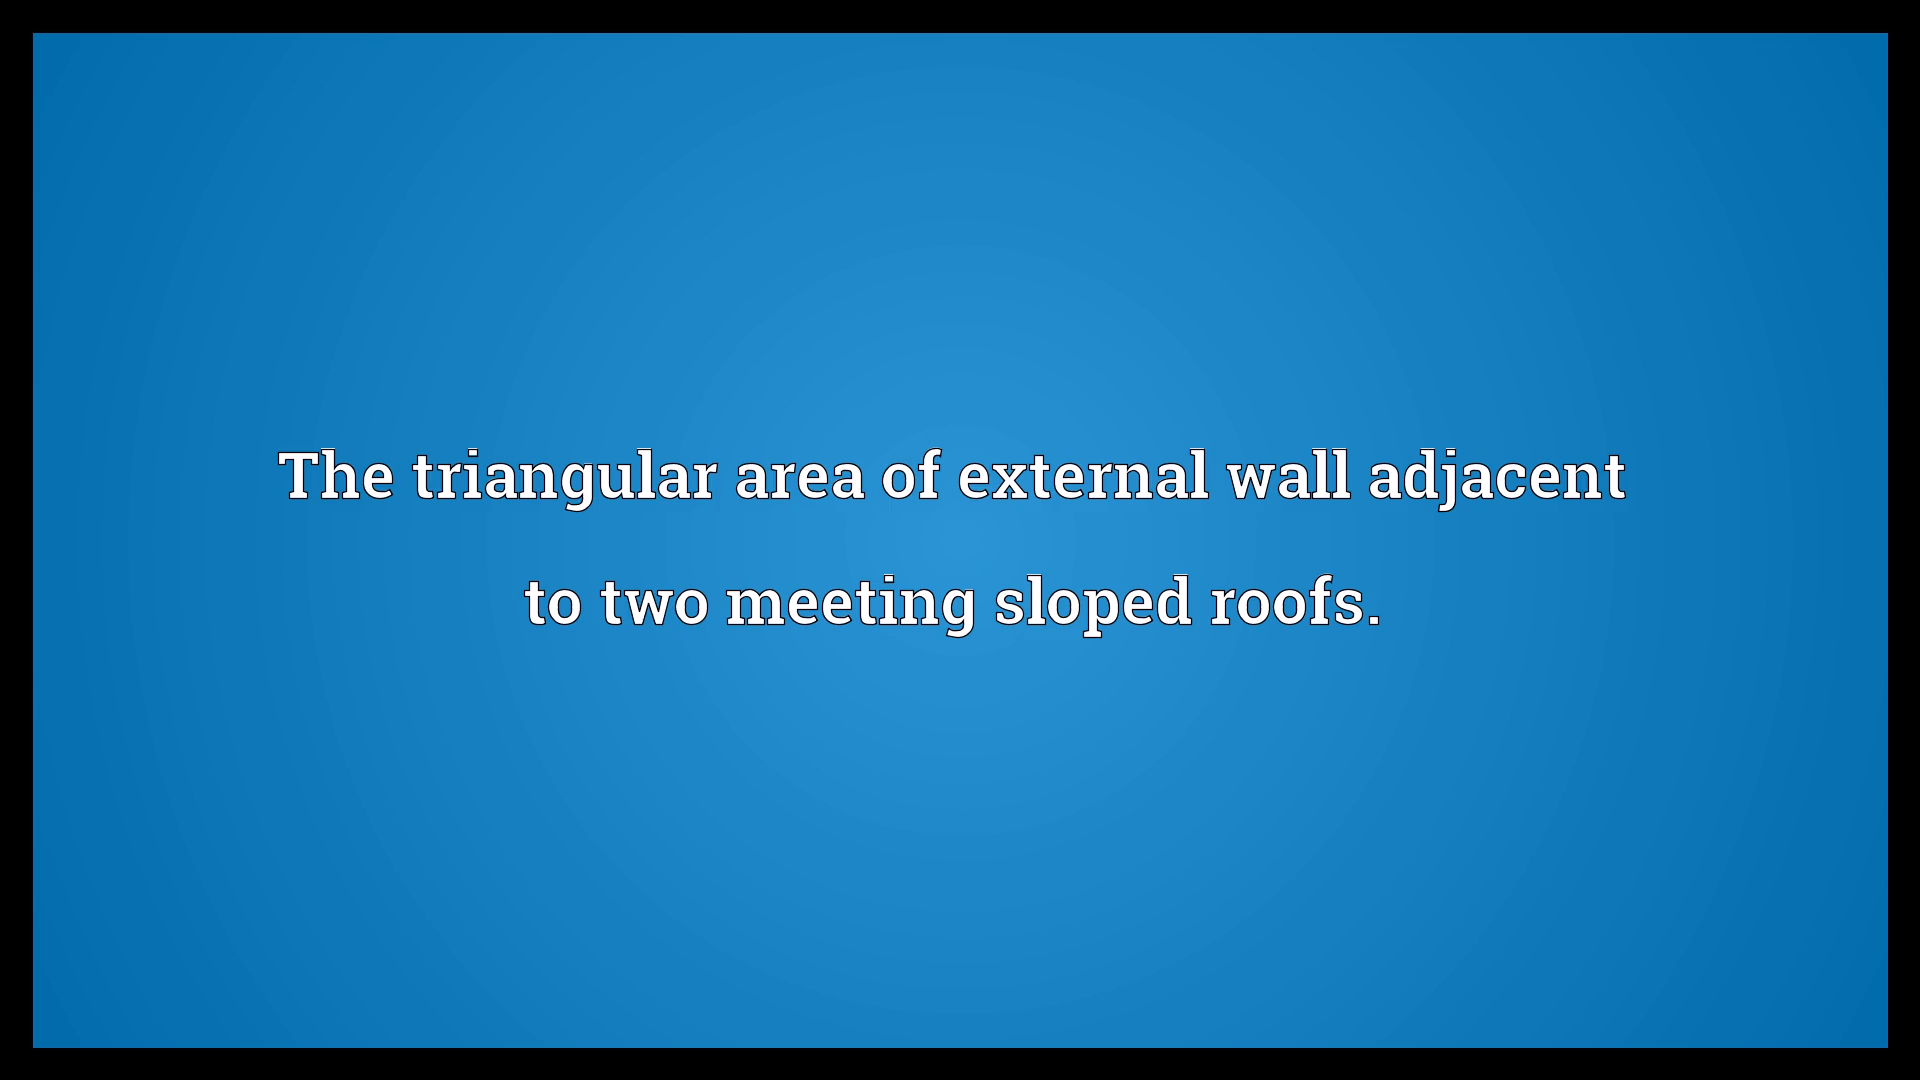 The triangular area of external wall adjacent
to two meeting sloped roofs.